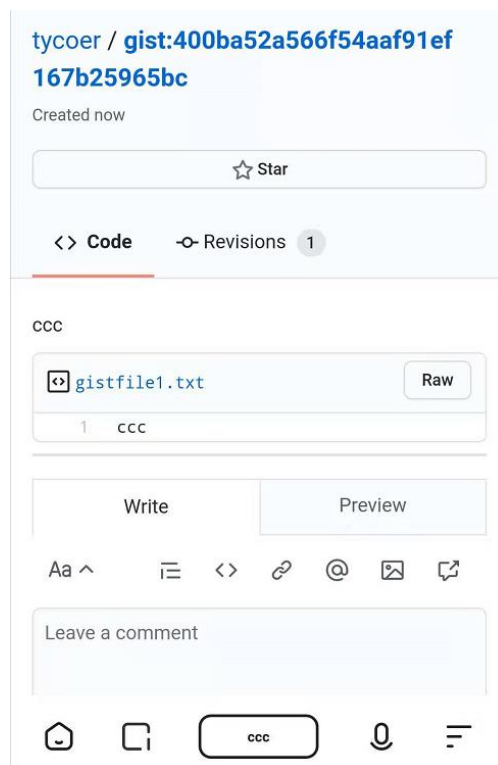 tycoer / gist:400ba52a566f54aaf91ef
167b25965bc
Created now
Star
Code Revisions 1
ccc
gistfile1.txt Raw
1 ccc
Write Preview
Aa
Leave a comment
ccc